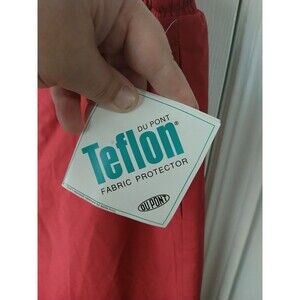 DU PONT
Teflon®
FABRIC PROTECTOR
DU PONT